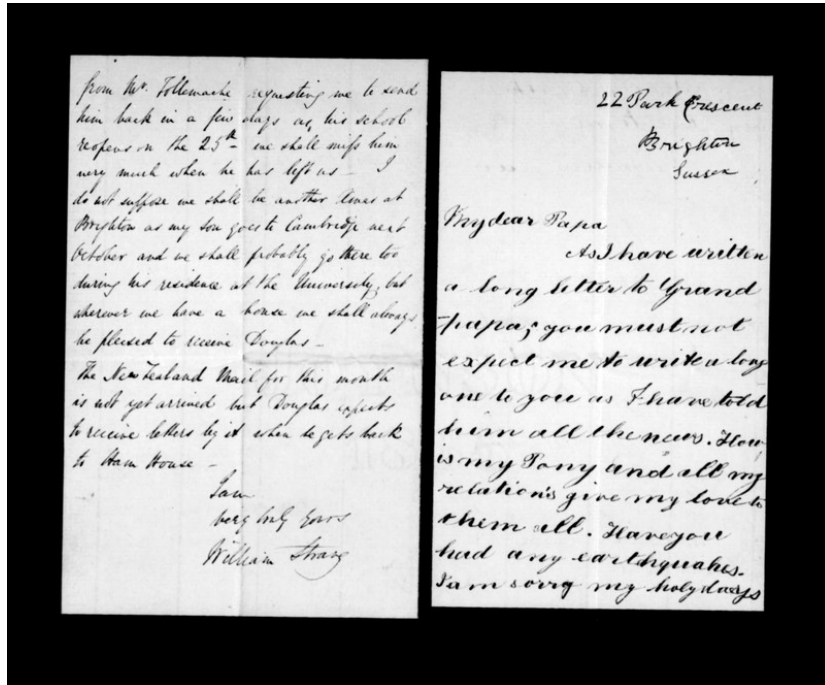 from Mr. Tollemache requesting me to send
him back in a few days as, his school
reopens on the 25th we shall miss him
very much when he has left us — I
do not suppose we shall be another Xmas at
Brighton as my son goes to Cambridge next
October and we shall probably go there too
during his residence at the University, but
wherever we have a house we shall always
be pleased to receive Douglas —
The New Zealand Mail for this month
is not yet arrived but Douglas expects
to receive letters by it when he gets back
to Ham House —
I am
very truly yours
William Strang
22 Park Crescent
Brighton
Sussex
My dear Papa
As I have written
a long letter to Grand
papa, you must not
expect me to write a long
one to you as I have told
him all the news. How
is my Pony and all my
relations give my love to
them all. Have you
had any earthquakes.
I am sorry my holydays